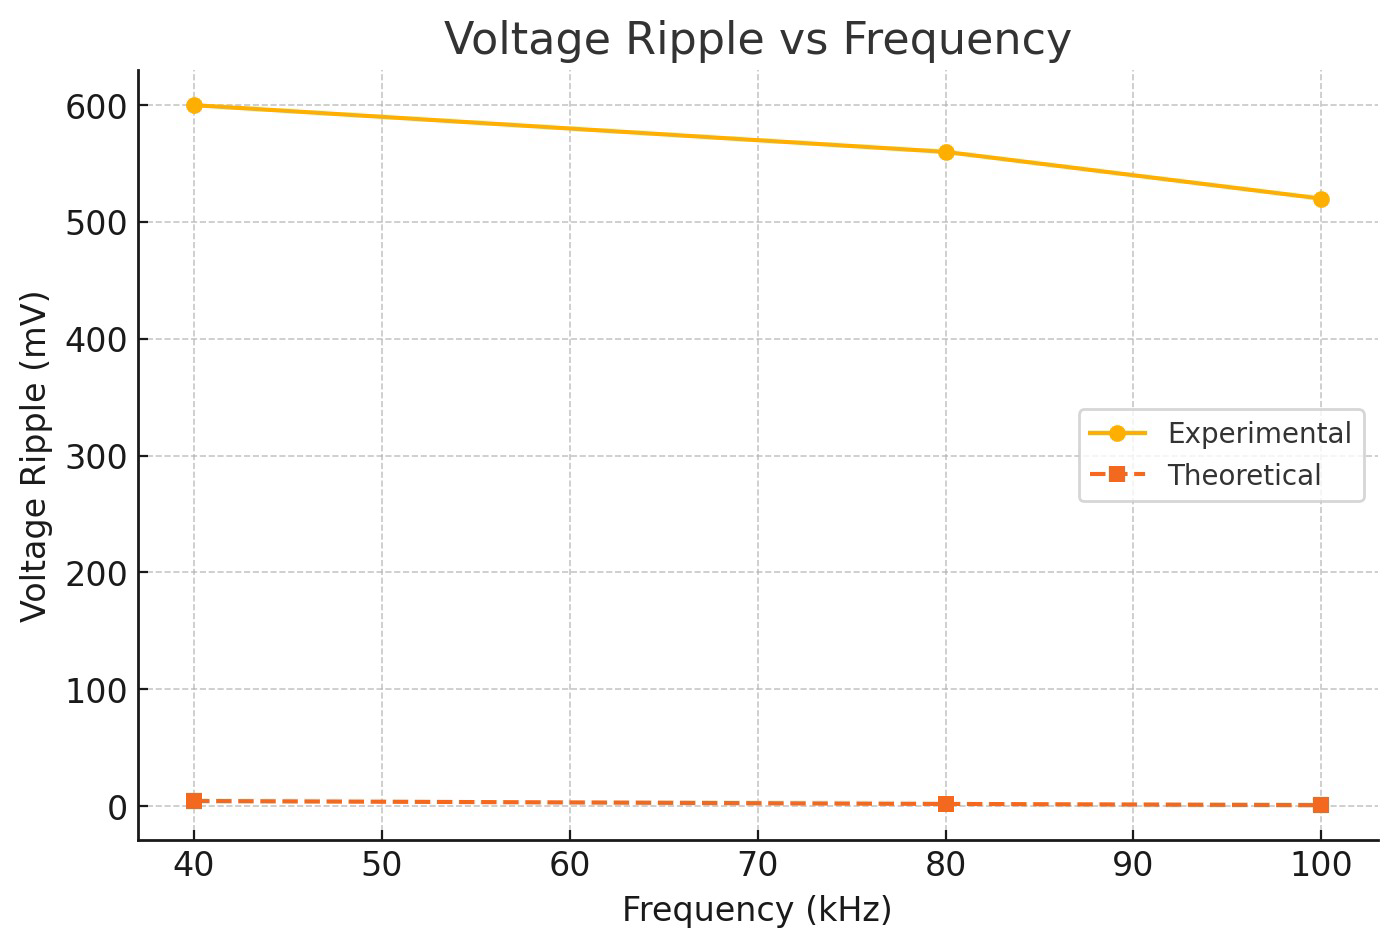 Voltage Ripple vs Frequency
Voltage Ripple (mV)
600
500
400
300
200
100
0
Experimental
Theoretical
40 50 60 70 80 90 100
Frequency (kHz)